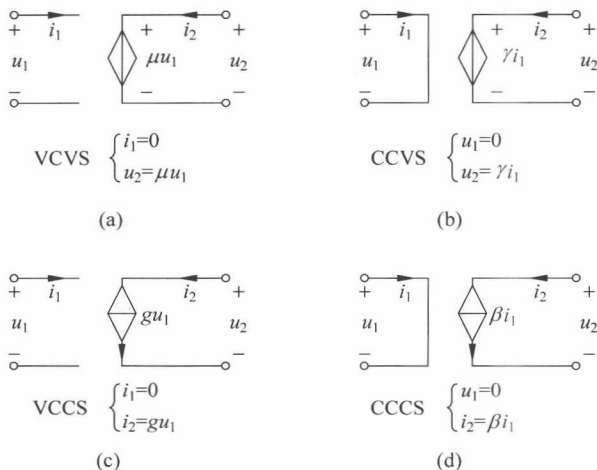 + i₁ i₂ + + i₁ i₂ +
u₁ + μu₁ u₂ u₁ + γi₁ u₂
− − − − − −
VCVS { i₁=0
u₂=μu₁
CCVS { u₁=0
u₂=γi₁
(a) (b)
+ i₁ i₂ + + i₁ i₂ +
u₁ gu₁ u₂ u₁ βi₁ u₂
− − − −
VCCS { i₁=0
i₂=gu₁
CCCS { u₁=0
i₂=βi₁
(c) (d)